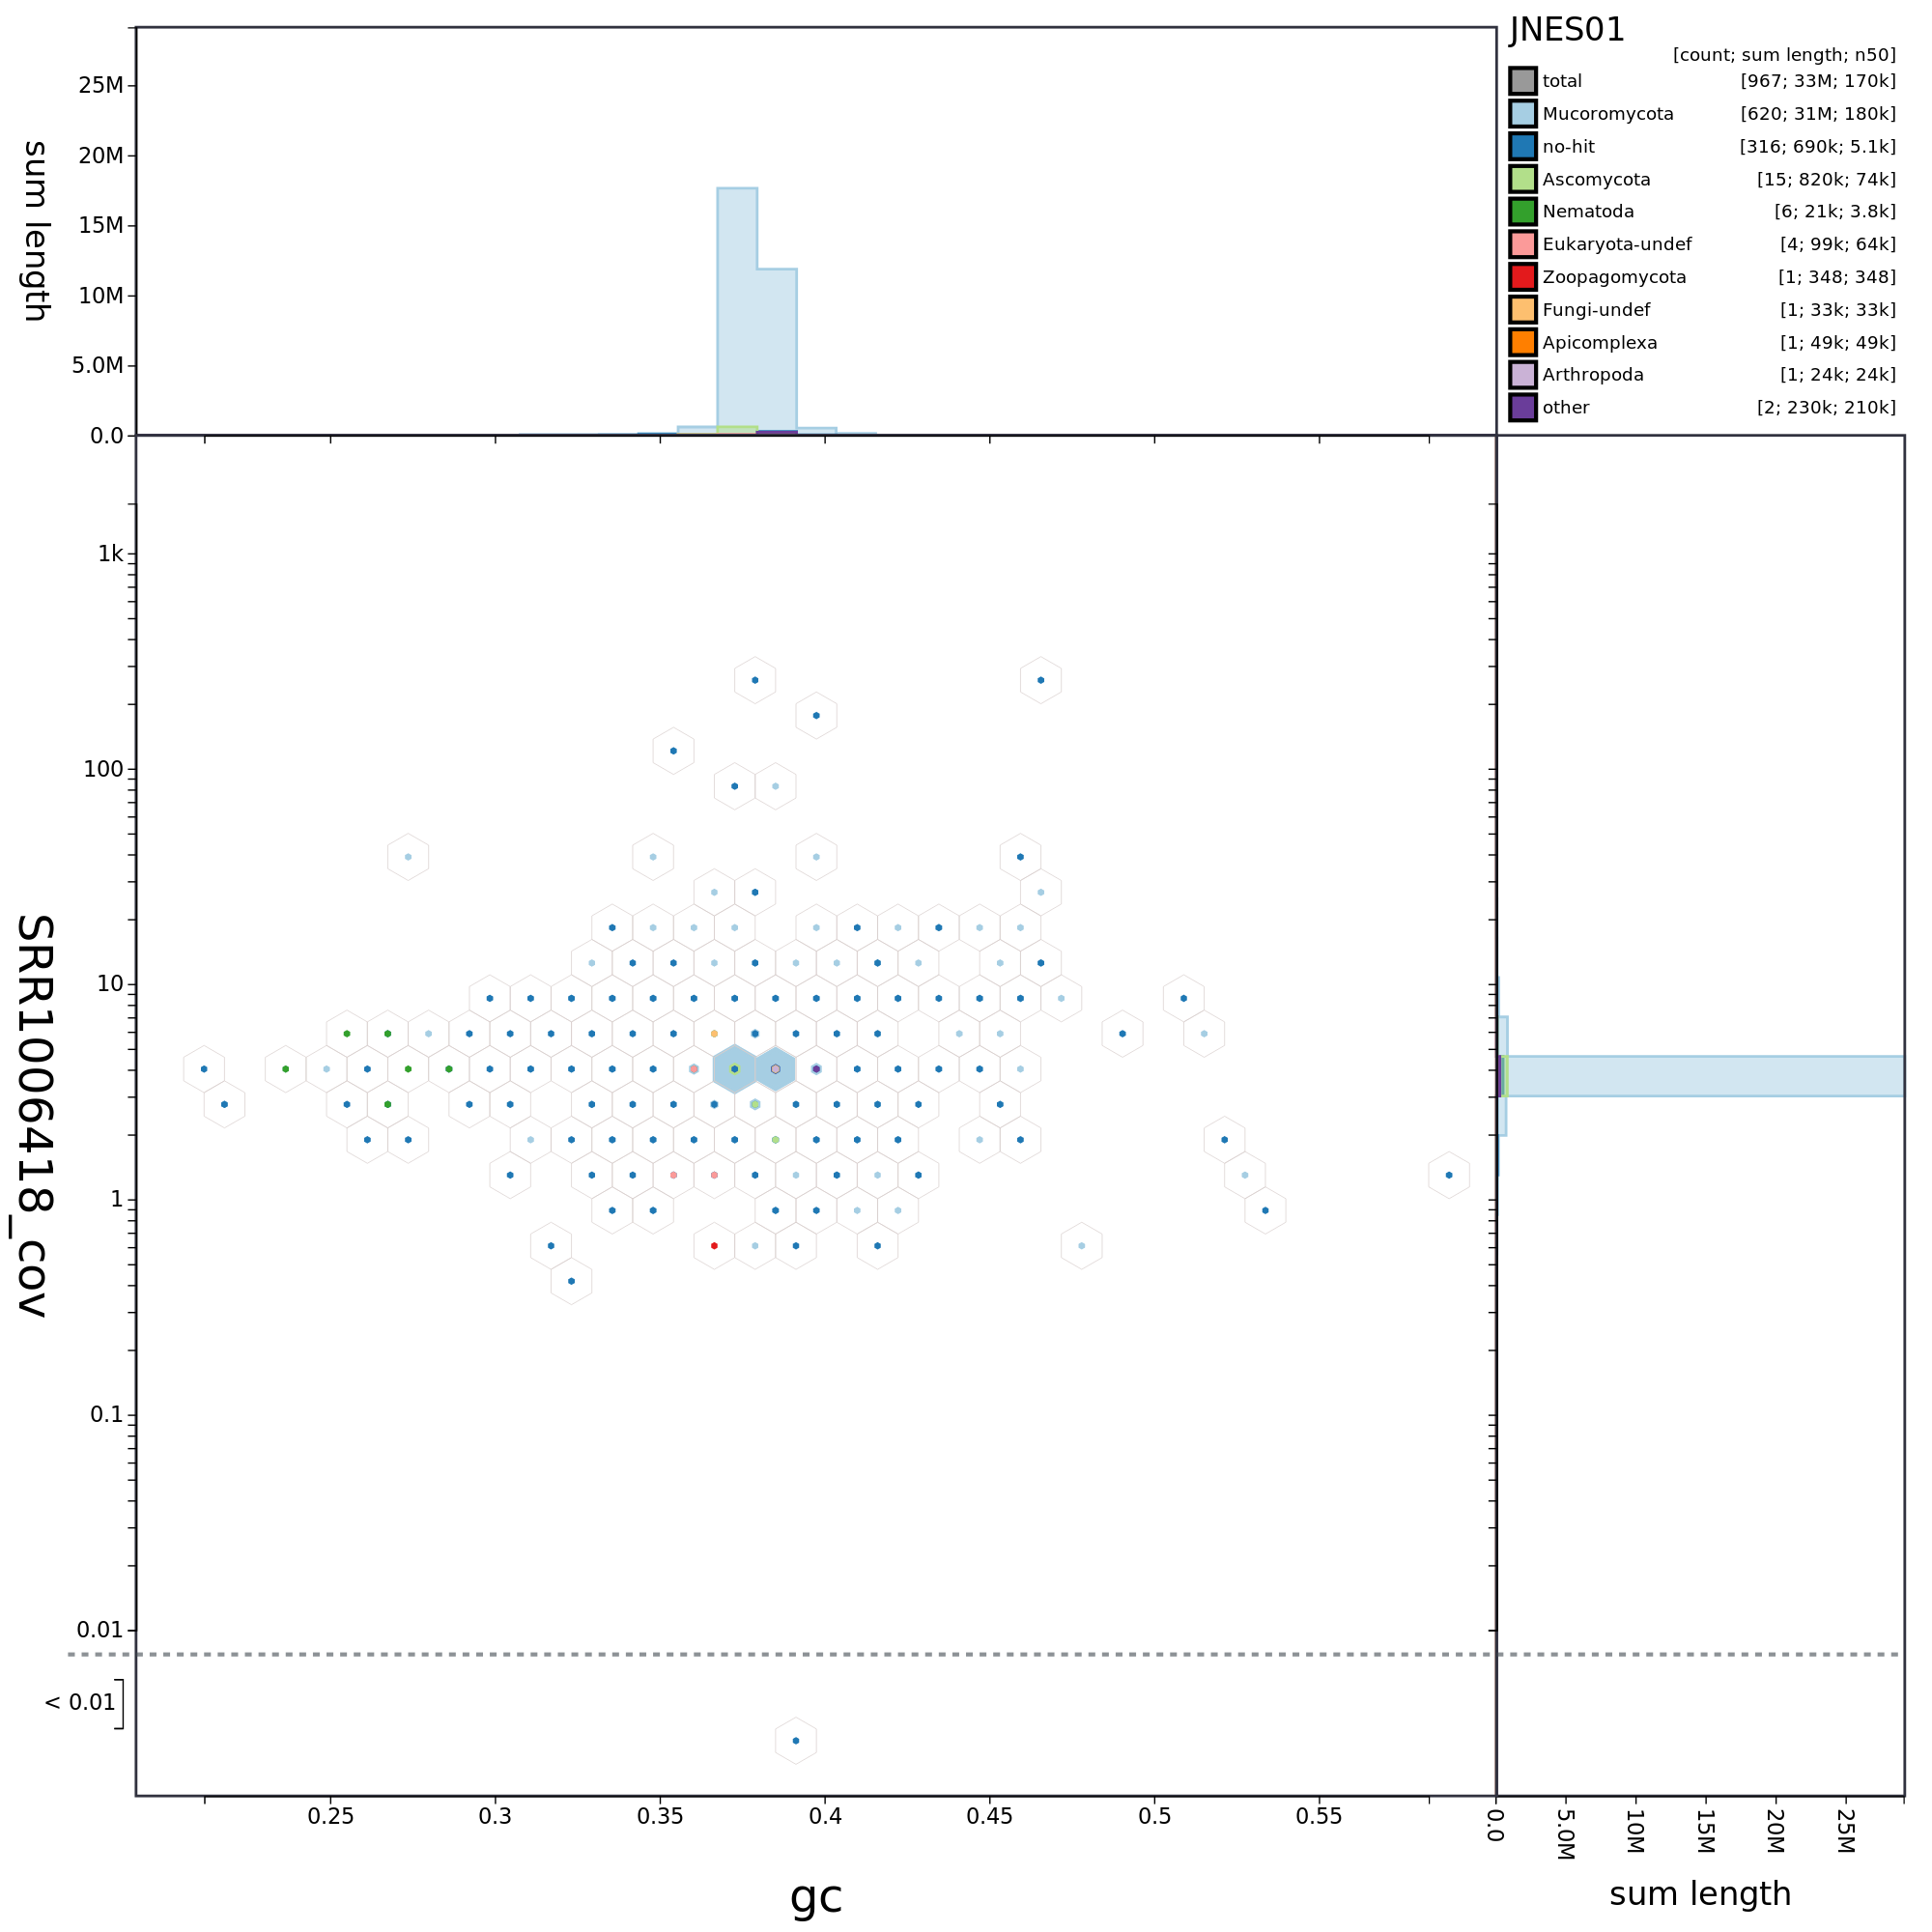 JNES01
[count; sum length; n50]
total [967; 33M; 170k]
Mucoromycota [620; 31M; 180k]
no-hit [316; 690k; 5.1k]
Ascomycota [15; 820k; 74k]
Nematoda [6; 21k; 3.8k]
Eukaryota-undef [4; 99k; 64k]
Zoopagomycota [1; 348; 348]
Fungi-undef [1; 33k; 33k]
Apicomplexa [1; 49k; 49k]
Arthropoda [1; 24k; 24k]
other [2; 230k; 210k]
sum length
25M
20M
15M
10M
5.0M
0.0
SRR1006418_cov
1k
100
10
1
0.1
0.01
< 0.01
0.25 0.3 0.35 0.4 0.45 0.5 0.55
gc
0.0 5.0M 10M 15M 20M 25M
sum length